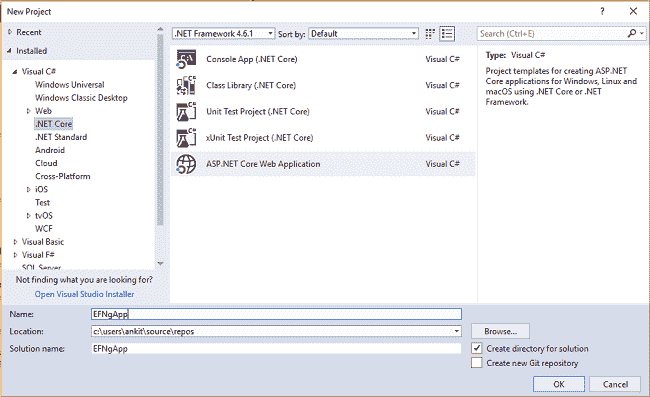 New Project
Recent
Installed
.NET Framework 4.6.1 Sort by: Default
Search (Ctrl+E)
Visual C#
Windows Universal
Windows Classic Desktop
Web
.NET Core
.NET Standard
Android
Cloud
Cross-Platform
iOS
Test
tvOS
WCF
Visual Basic
Visual F#
SQL Server
Not finding what you are looking for?
Open Visual Studio Installer
Console App (.NET Core) Visual C#
Class Library (.NET Core) Visual C#
Unit Test Project (.NET Core) Visual C#
xUnit Test Project (.NET Core) Visual C#
ASP.NET Core Web Application Visual C#
Type: Visual C#
Project templates for creating ASP.NET
Core applications for Windows, Linux and
macOS using .NET Core or .NET
Framework.
Name: EFNgApp
Location: c:\users\ankit\source\repos
Browse...
Solution name: EFNgApp
Create directory for solution
Create new Git repository
OK Cancel